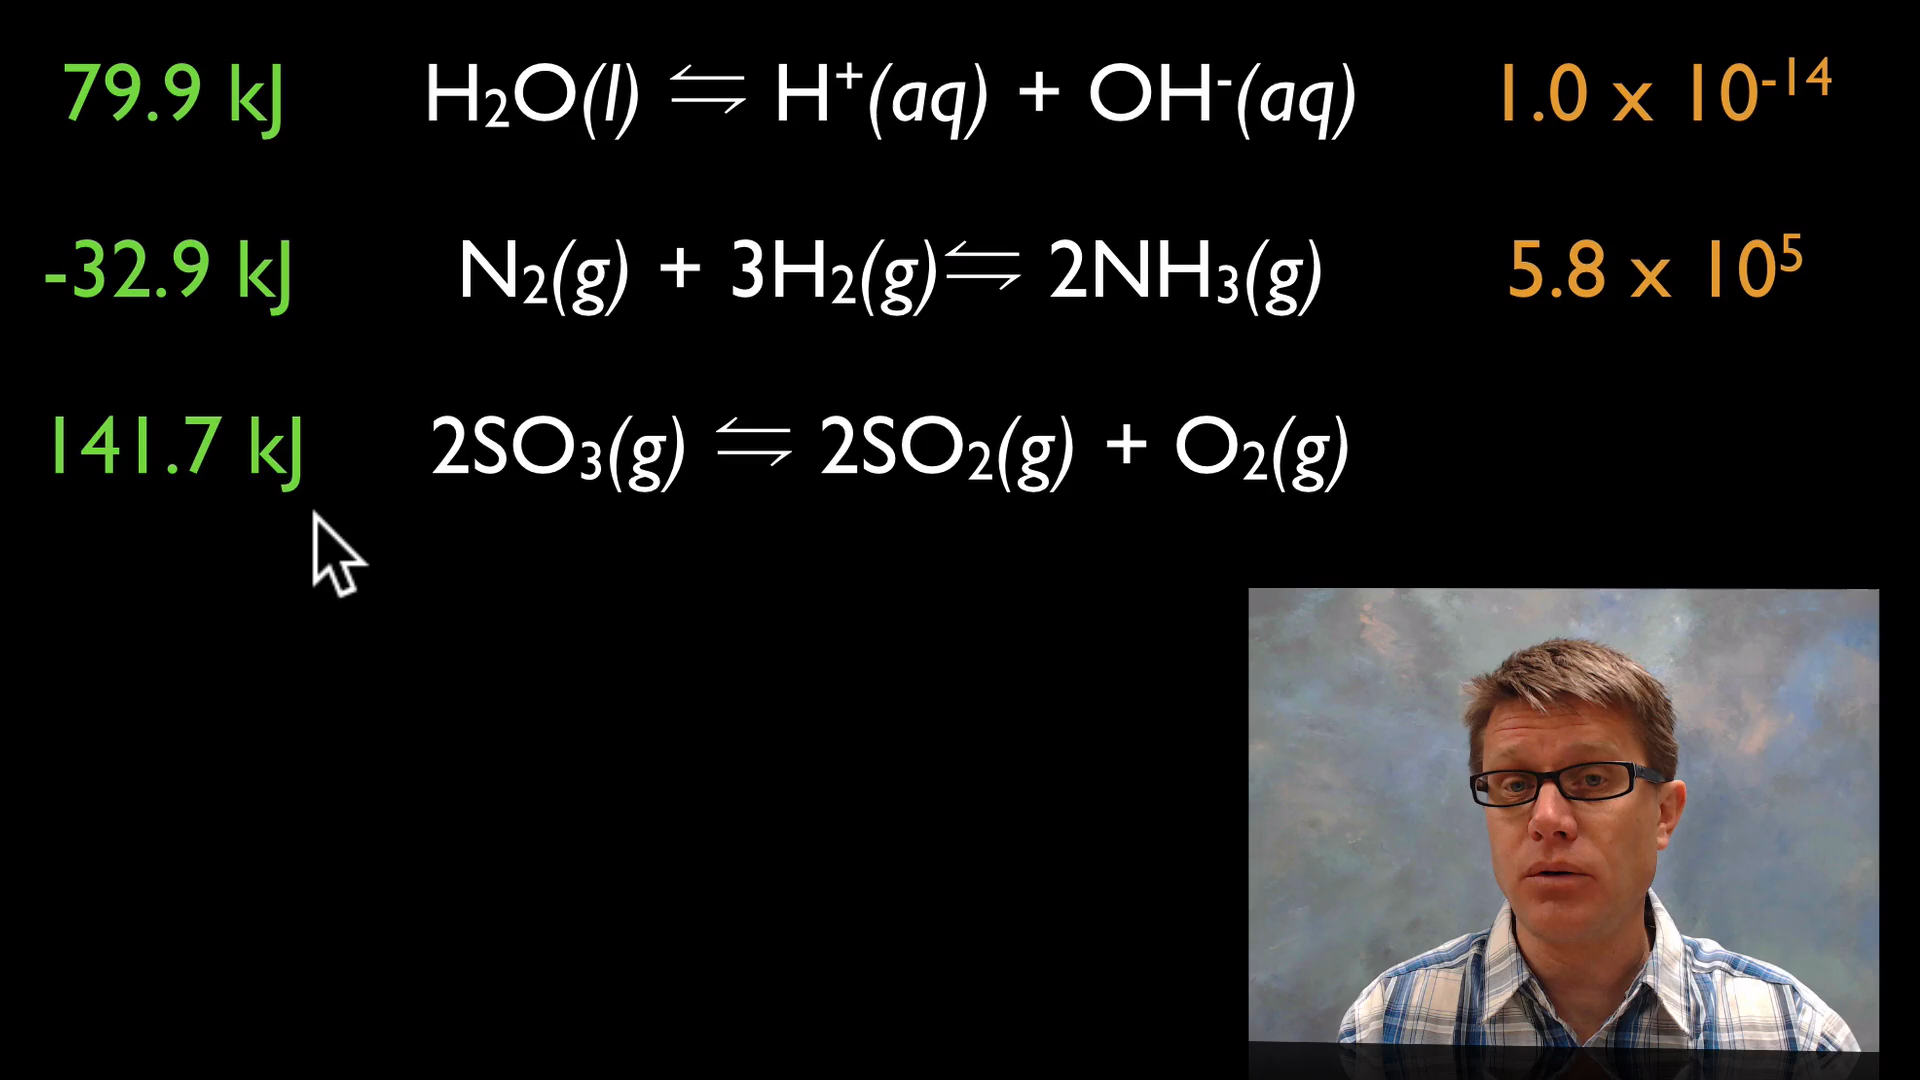 79.9 kJ H₂O(l) ⇌ H⁺(aq) + OH⁻(aq) 1.0 x 10⁻¹⁴
-32.9 kJ N₂(g) + 3H₂(g)⇌ 2NH₃(g) 5.8 x 10⁵
141.7 kJ 2SO₃(g) ⇌ 2SO₂(g) + O₂(g)